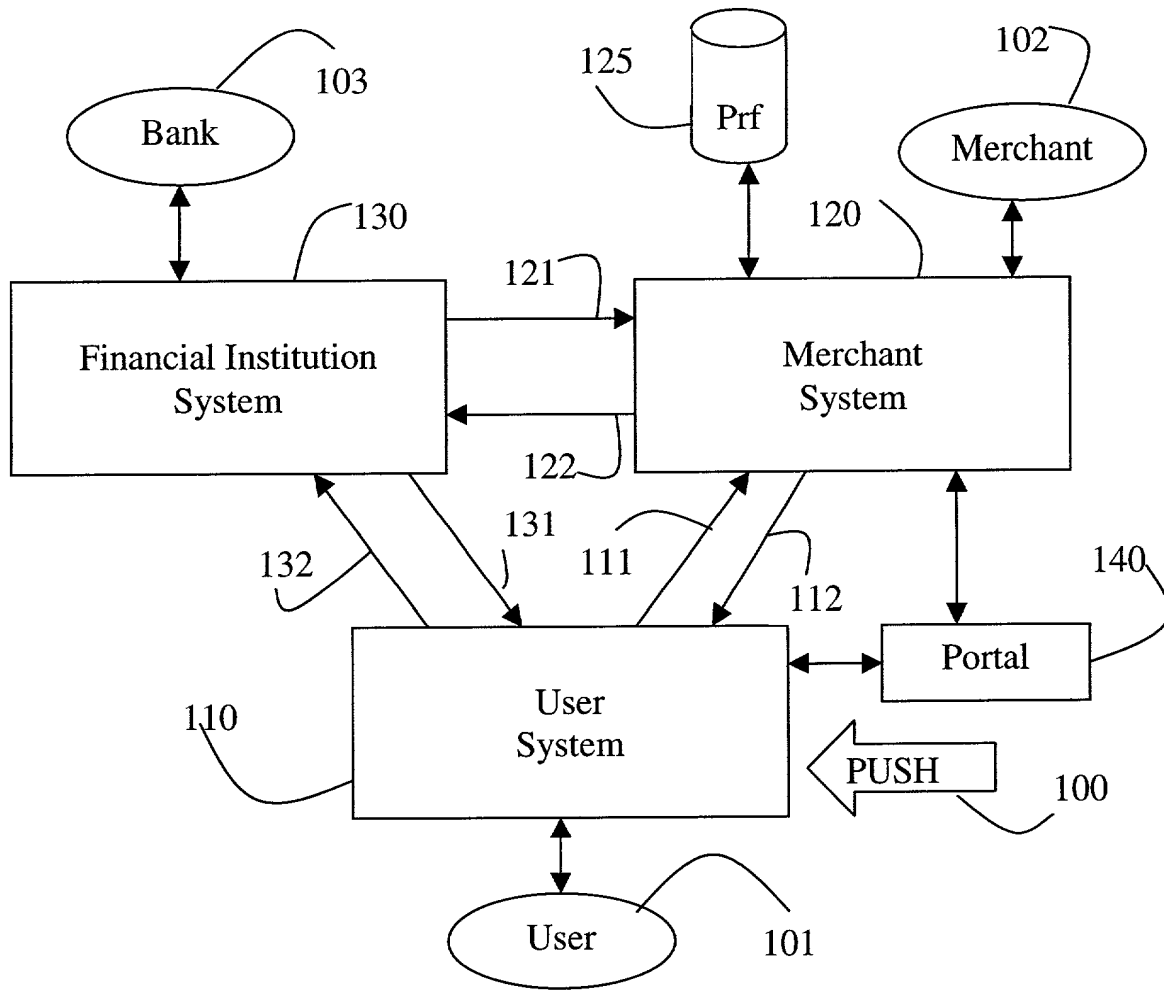 102
125
103
Prf
Bank
Merchant
130
120
121
Financial Institution
System
Merchant
System
122
131
111
132
112
140
Portal
110
User
System
PUSH
100
User
101